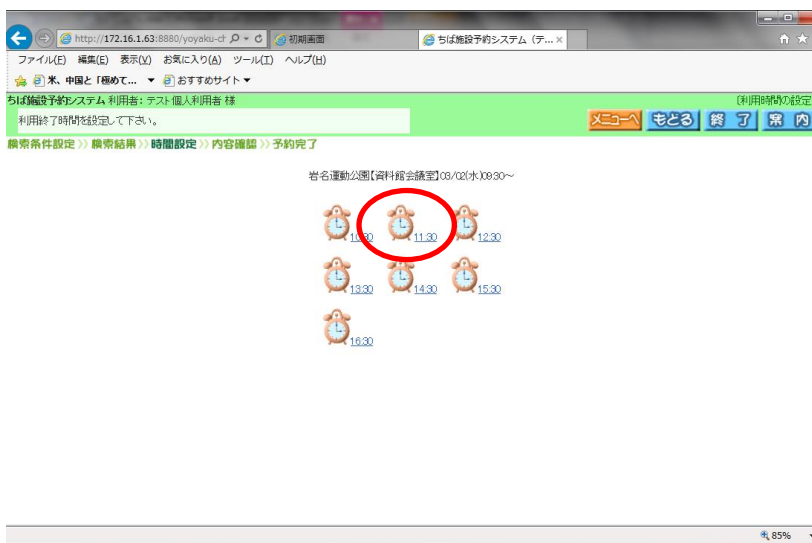 http://172.16.1.63:8880/yoyaku-ch
初期画面
ちば施設予約システム（テ...
ファイル(F) 編集(E) 表示(V) お気に入り(A) ツール(T) ヘルプ(H)
米、中国と「極めて... おすすめサイト
ちば施設予約システム 利用者：テスト個人利用者 様 〔利用時間の設定
利用終了時間を設定して下さい。 メニューへ もどる 終了 案内
検索条件設定》 検索結果》 時間設定》 内容確認》 予約完了
岩名運動公園【資料館会議室】03/02(水)0930～
10:30 11:30 12:30
13:30 14:30 15:30
16:30
85%